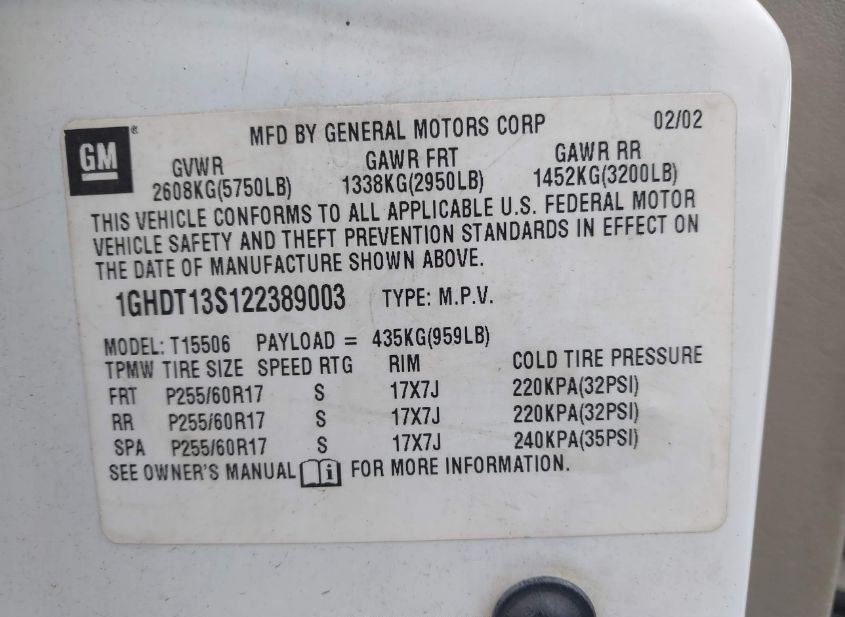 GM® MFD BY GENERAL MOTORS CORP 02/02
GVWR GAWR FRT GAWR RR
2608KG(5750LB) 1338KG(2950LB) 1452KG(3200LB)
THIS VEHICLE CONFORMS TO ALL APPLICABLE U.S. FEDERAL MOTOR
VEHICLE SAFETY AND THEFT PREVENTION STANDARDS IN EFFECT ON
THE DATE OF MANUFACTURE SHOWN ABOVE.
1GHDT13S122389003 TYPE: M.P.V.
MODEL: T15506 PAYLOAD = 435KG(959LB)
TPMW TIRE SIZE SPEED RTG RIM COLD TIRE PRESSURE
FRT P255/60R17 S 17X7J 220KPA(32PSI)
RR P255/60R17 S 17X7J 220KPA(32PSI)
SPA P255/60R17 S 17X7J 240KPA(35PSI)
SEE OWNER'S MANUAL i FOR MORE INFORMATION.